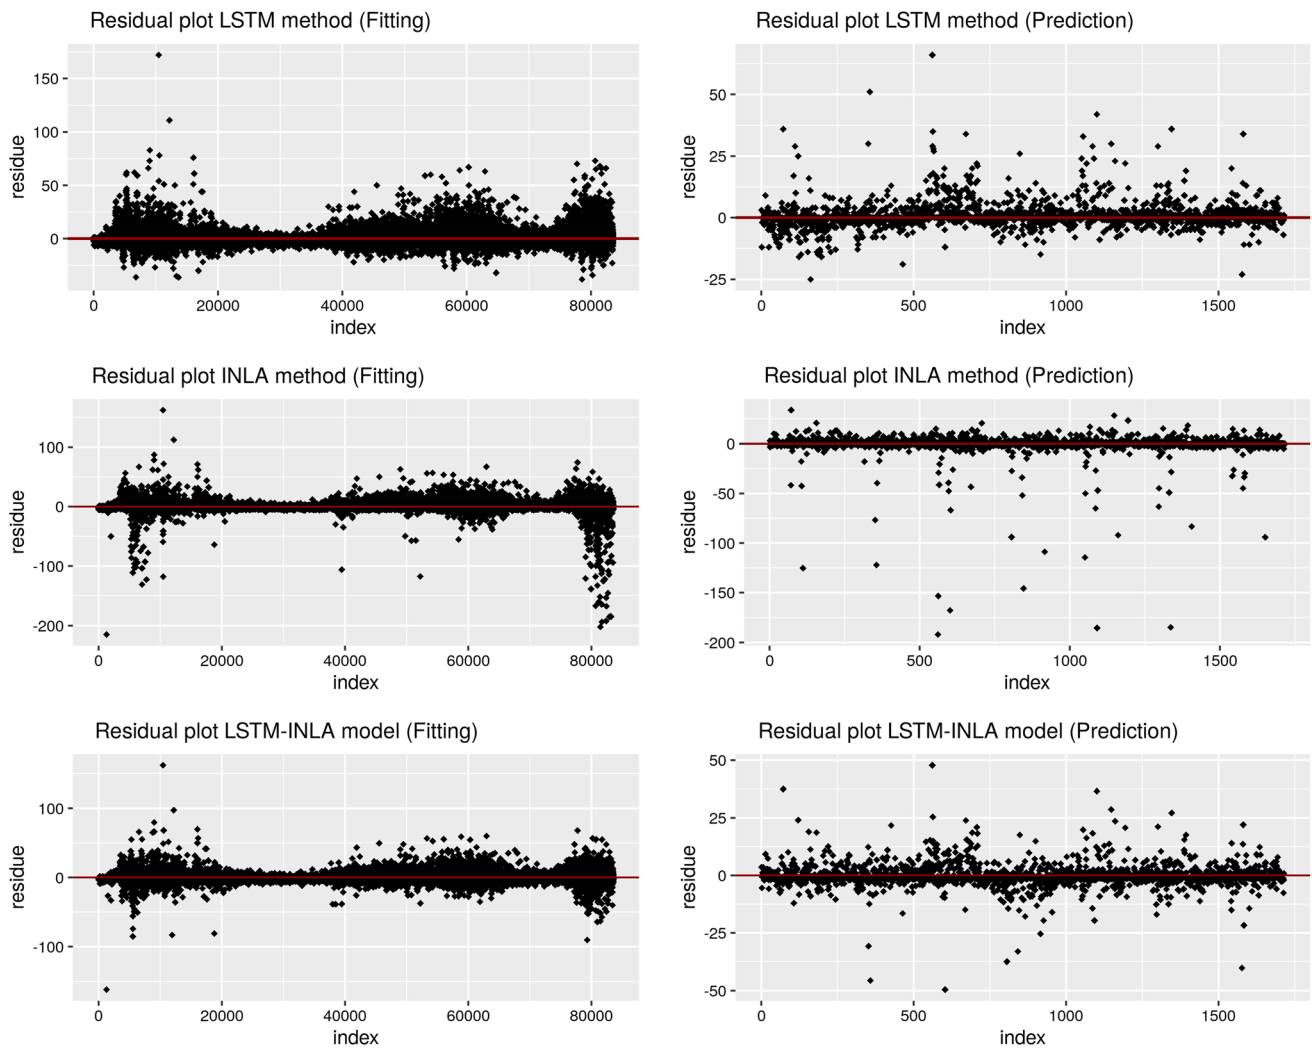 Residual plot LSTM method (Fitting)
residue
150
100
50
0
0 20000 40000 60000 80000
index
Residual plot LSTM method (Prediction)
residue
50
25
0
-25
0 500 1000 1500
index
Residual plot INLA method (Fitting)
residue
100
0
-100
-200
0 20000 40000 60000 80000
index
Residual plot INLA method (Prediction)
residue
0
-50
-100
-150
-200
0 500 1000 1500
index
Residual plot LSTM-INLA model (Fitting)
residue
100
0
-100
0 20000 40000 60000 80000
index
Residual plot LSTM-INLA model (Prediction)
residue
50
25
0
-25
-50
0 500 1000 1500
index